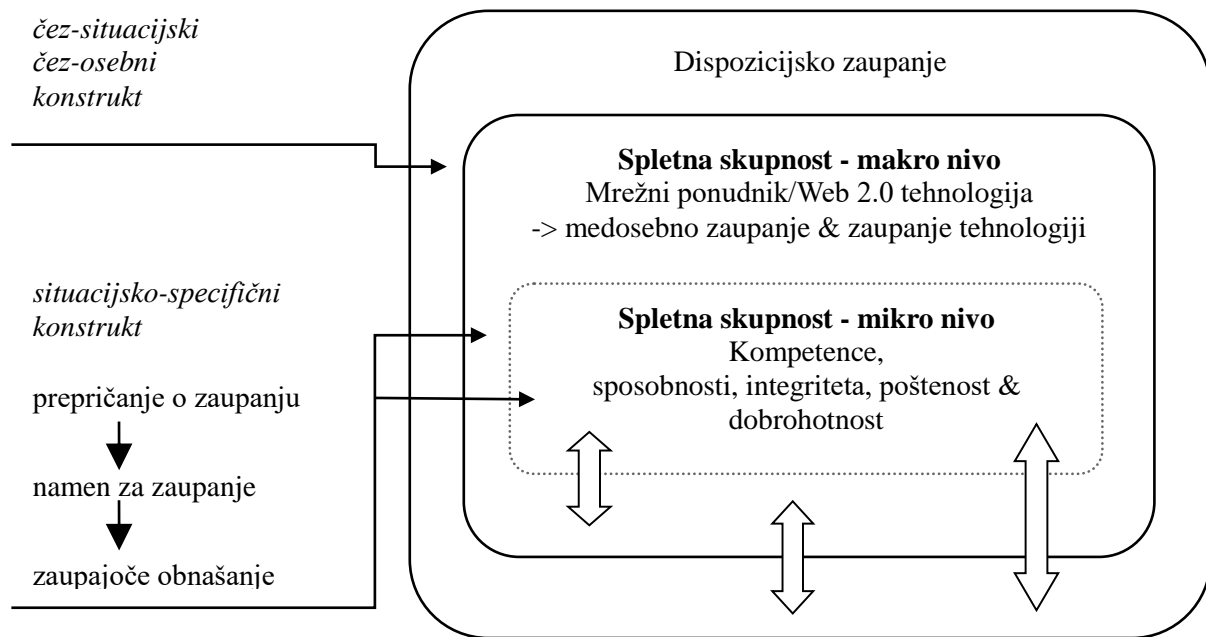 čez-situacijski
čez-osebni
konstrukt
situacijsko-specifični
konstrukt
prepričanje o zaupanju
namen za zaupanje
zaupajoče obnašanje
Dispozicijsko zaupanje
Spletna skupnost - makro nivo
Mrežni ponudnik/Web 2.0 tehnologija
-> medosebno zaupanje & zaupanje tehnologiji
Spletna skupnost - mikro nivo
Kompetence,
sposobnosti, integriteta, poštenost &
dobrohotnost